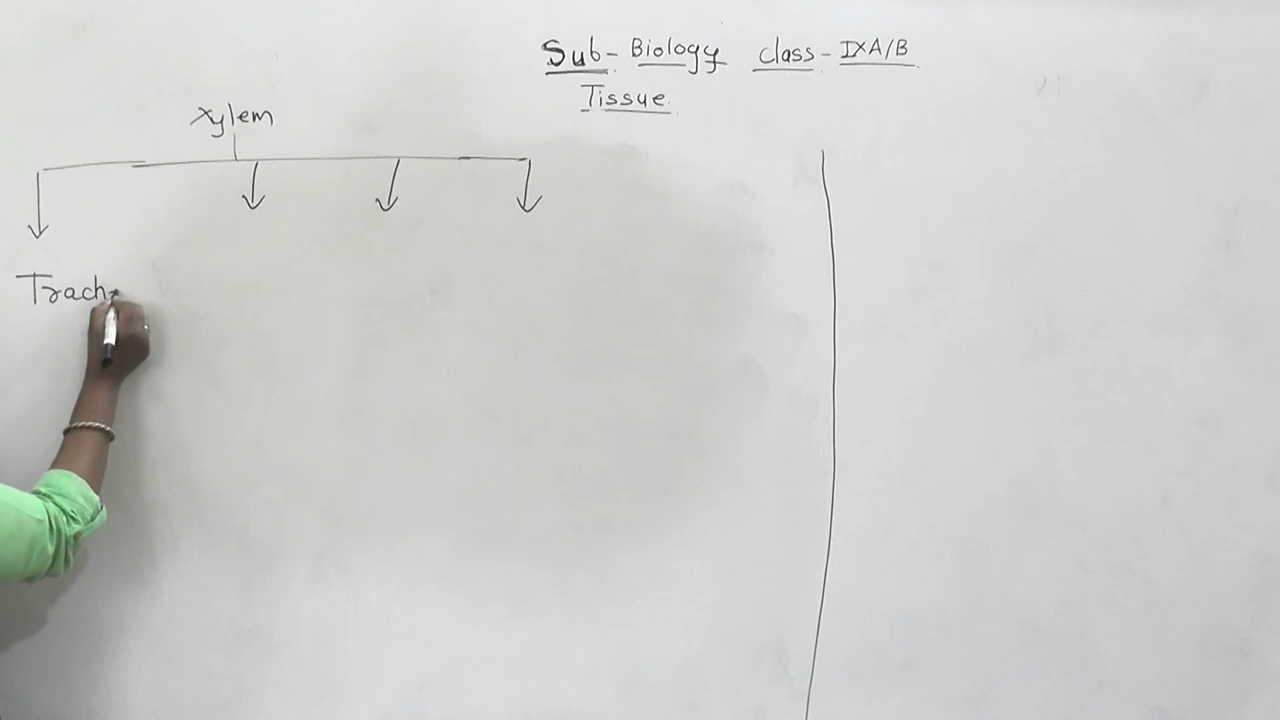 Sub- Biology class- IXA/B
Tissue.
Xylem
Trach